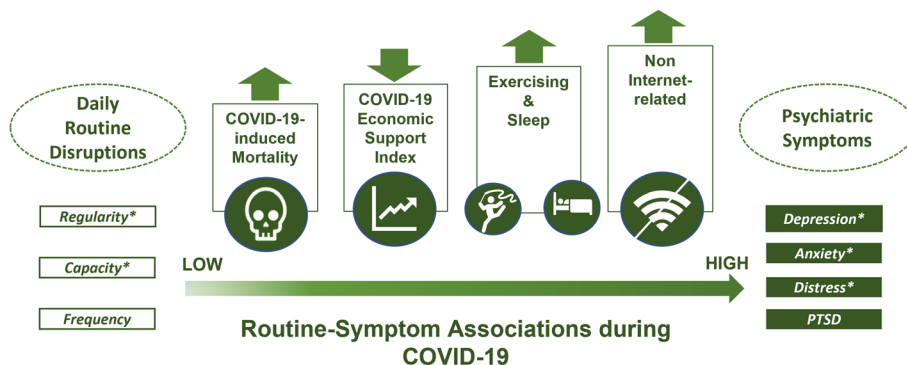 Daily
Routine
Disruptions
Regularity*
Capacity*
Frequency
COVID-19-
induced
Mortality
COVID-19
Economic
Support
Index
Exercising
&
Sleep
Non
Internet-
related
Psychiatric
Symptoms
Depression*
Anxiety*
Distress*
PTSD
LOW
HIGH
Routine-Symptom Associations during
COVID-19